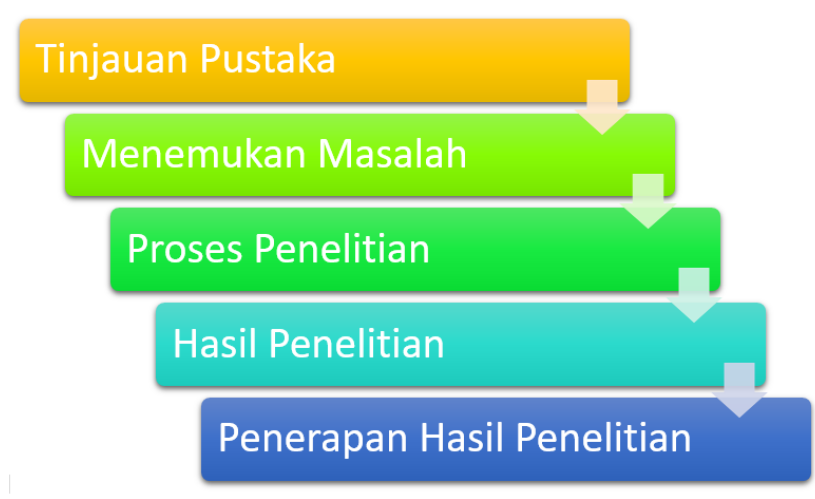 Tinjauan Pustaka
Menemukan Masalah
Proses Penelitian
Hasil Penelitian
Penerapan Hasil Penelitian